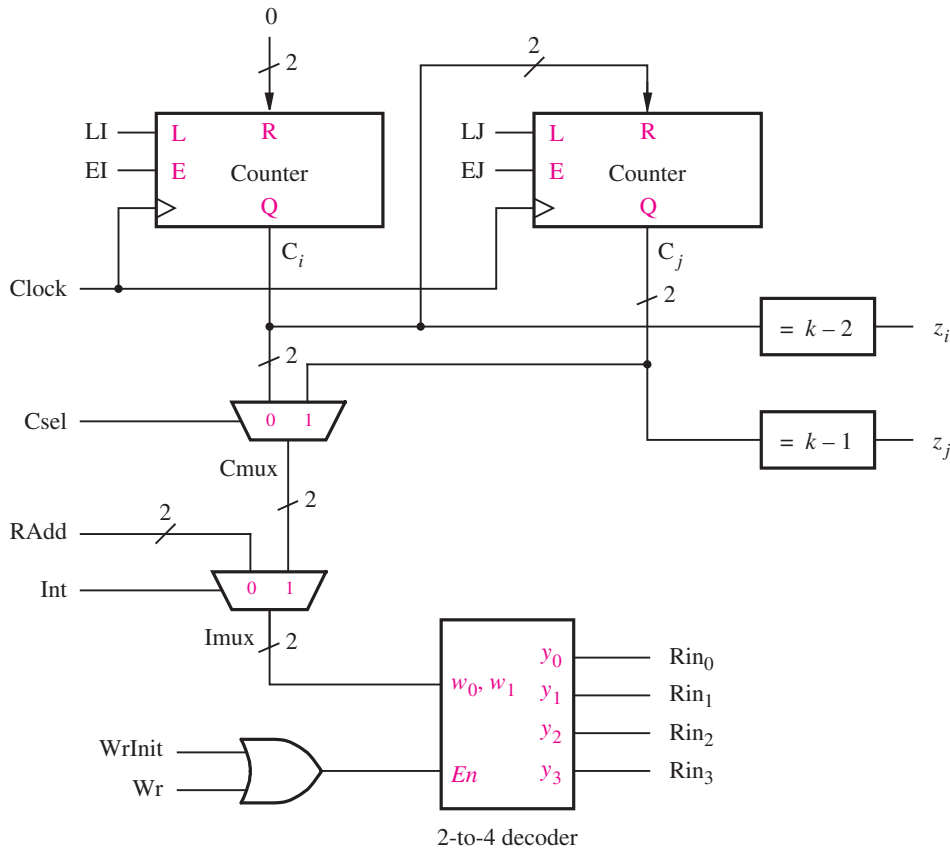 0
2
2
LI
L
R
LJ
L
R
EI
E
Counter
EJ
E
Counter
Q
Q
C_i
C_j
Clock
2
= k – 2
z_i
2
Csel
0
1
= k – 1
z_j
Cmux
2
RAdd
2
Int
0
1
Imux
2
y_0
Rin_0
w_0, w_1
y_1
Rin_1
y_2
Rin_2
WrInit
Wr
En
y_3
Rin_3
2-to-4 decoder